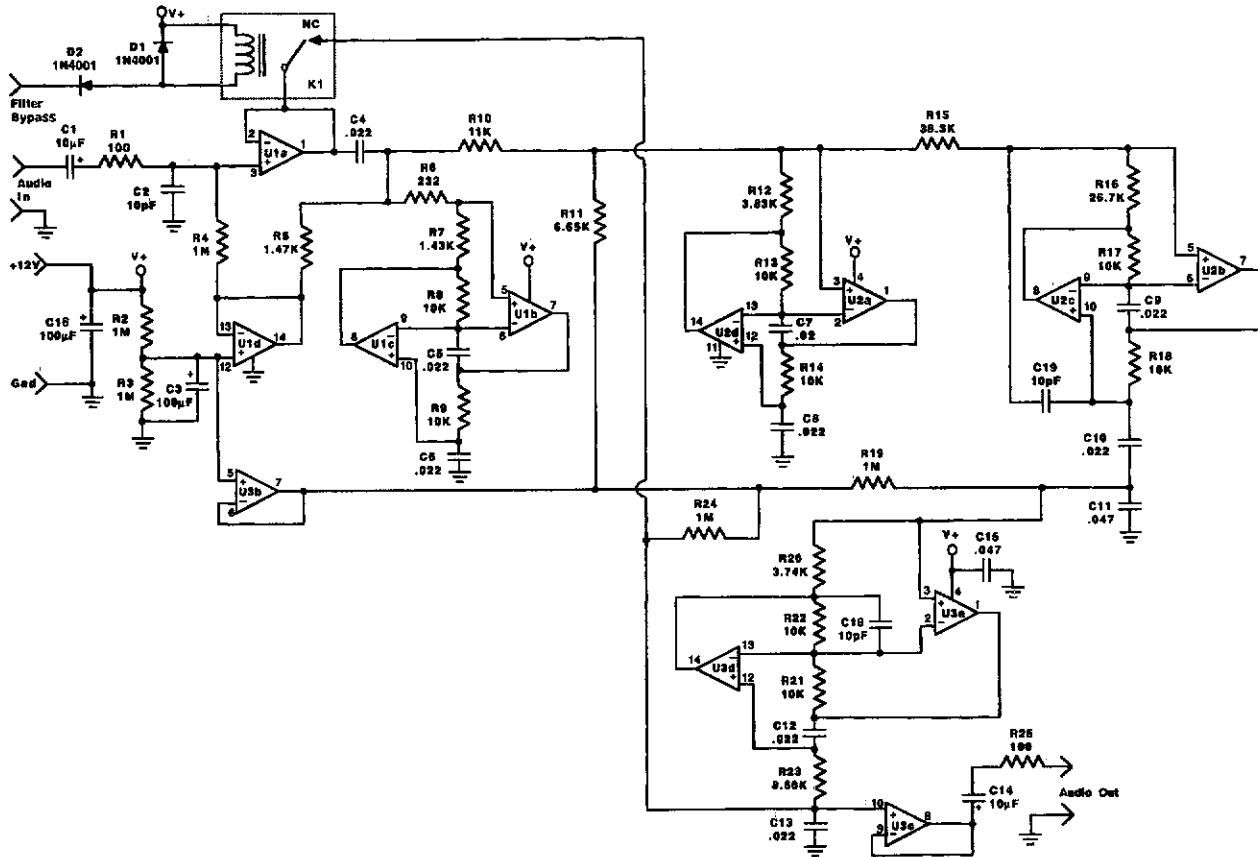 V+
NC
D2
1N4001
D1
1N4001
K1
Filter
Bypass
C1
10μF
R1
100
2
1
U1a
3
C4
.022
R10
11K
R15
38.3K
Audio
In
C2
10pF
R6
232
R4
1M
R5
1.47K
R7
1.43K
R11
6.65K
R12
3.83K
R16
26.7K
+12V
V+
V+
V+
R8
10K
R13
10K
R17
10K
5
7
U1b
6
3
4
1
U2a
2
5
7
U2b
6
C16
100μF
R2
1M
13
14
U1d
12
8
9
U1c
10
14
13
U2d
12
11
8
9
U2c
10
C5
.022
C7
.02
C9
.022
Gnd
R3
1M
C3
100μF
R9
10K
R14
10K
R18
10K
C19
10pF
C6
.022
C8
.022
C10
.022
5
7
U3b
6
R19
1M
C11
.047
R24
1M
V+
C15
.047
R20
3.74K
R22
10K
C18
10pF
3
4
1
U3a
2
14
13
U3d
12
R21
10K
C12
.022
R23
C14
10μF
R25
100
Audio Out
C13
.022
10
8
U3c
9